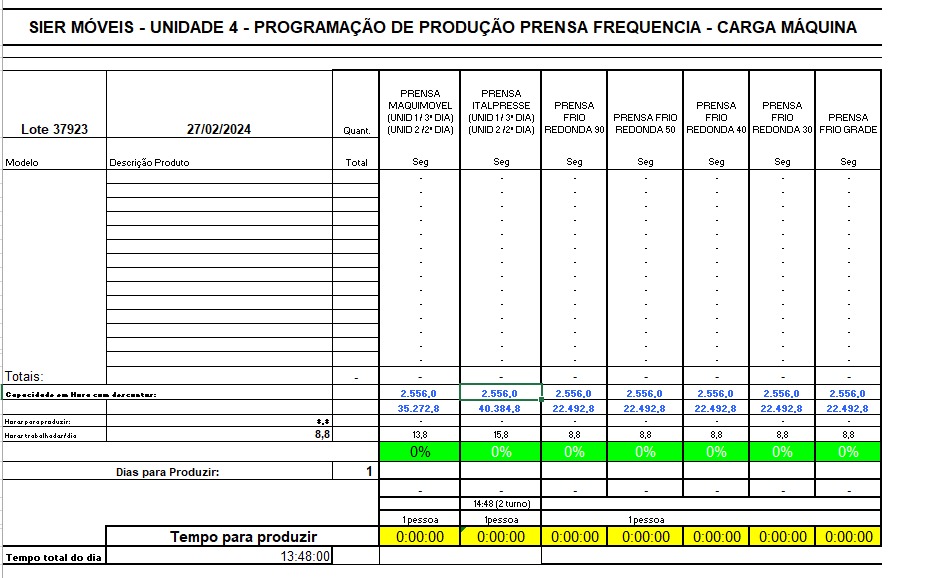 SIER MÓVEIS - UNIDADE 4 - PROGRAMAÇÃO DE PRODUÇÃO PRENSA FREQUENCIA - CARGA MÁQUINA
Lote 37923 27/02/2024 Quant. PRENSA MAQUIMOVEL (UNID 1 / 3ª DIA) (UNID 2 /2ª DIA) PRENSA ITALPRESSE (UNID 1 / 3ª DIA) (UNID 2 /2ª DIA) PRENSA FRIO REDONDA 90 PRENSA FRIO REDONDA 50 PRENSA FRIO REDONDA 40 PRENSA FRIO REDONDA 30 PRENSA FRIO GRADE
Modelo Descrição Produto Total Seg Seg Seg Seg Seg Seg Seg
- - - - - - -
- - - - - - -
- - - - - - -
- - - - - - -
- - - - - - -
- - - - - - -
- - - - - - -
- - - - - - -
- - - - - - -
- - - - - - -
- - - - - - -
- - - - - - -
- - - - - - -
- - - - - - -
Totais: - - - - - - - -
Capacidade em Hora com descontar: 2.556,0 2.556,0 2.556,0 2.556,0 2.556,0 2.556,0 2.556,0
35.272,8 40.384,8 22.492,8 22.492,8 22.492,8 22.492,8 22.492,8
Horas para produzir: 8,8 - - - - - - -
Horas trabalhadas/dia 8,8 13,8 15,8 8,8 8,8 8,8 8,8 8,8
0% 0% 0% 0% 0% 0% 0%
Dias para Produzir: 1
- - - - - - -
14:48 (2 turno)
1 pessoa 1pessoa 1 pessoa
Tempo para produzir 0:00:00 0:00:00 0:00:00 0:00:00 0:00:00 0:00:00 0:00:00
Tempo total do dia 13:48:00